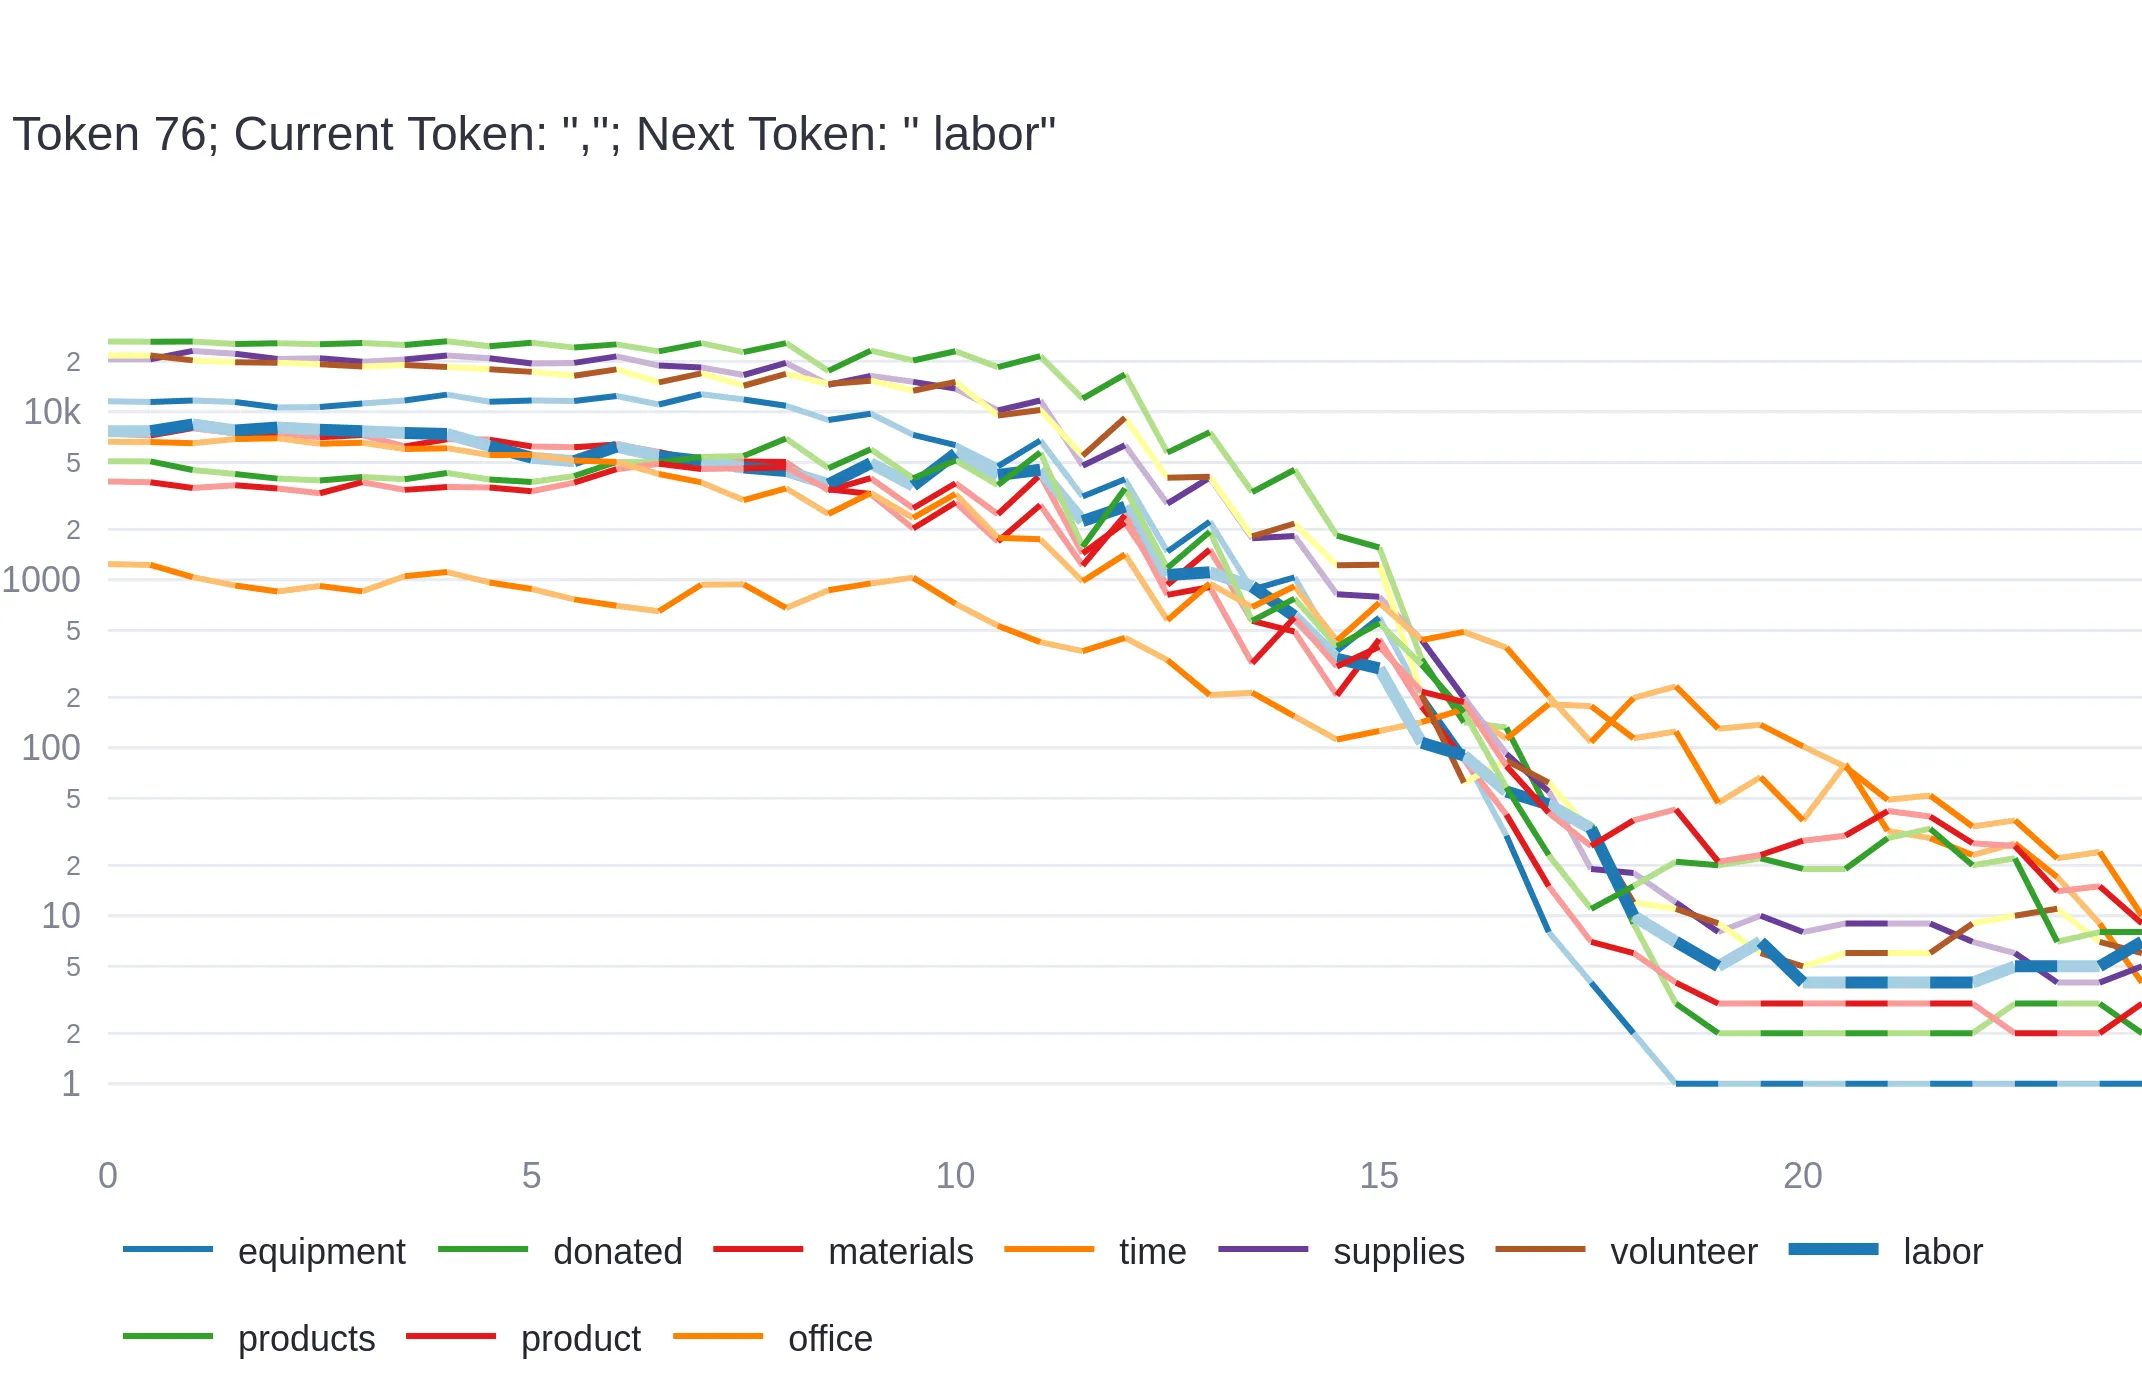 Token 76; Current Token: ","; Next Token: " labor"
2
10k
5
2
1000
5
2
100
5
2
10
5
2
1
0 5 10 15 20
equipment donated materials time supplies volunteer labor
products product office